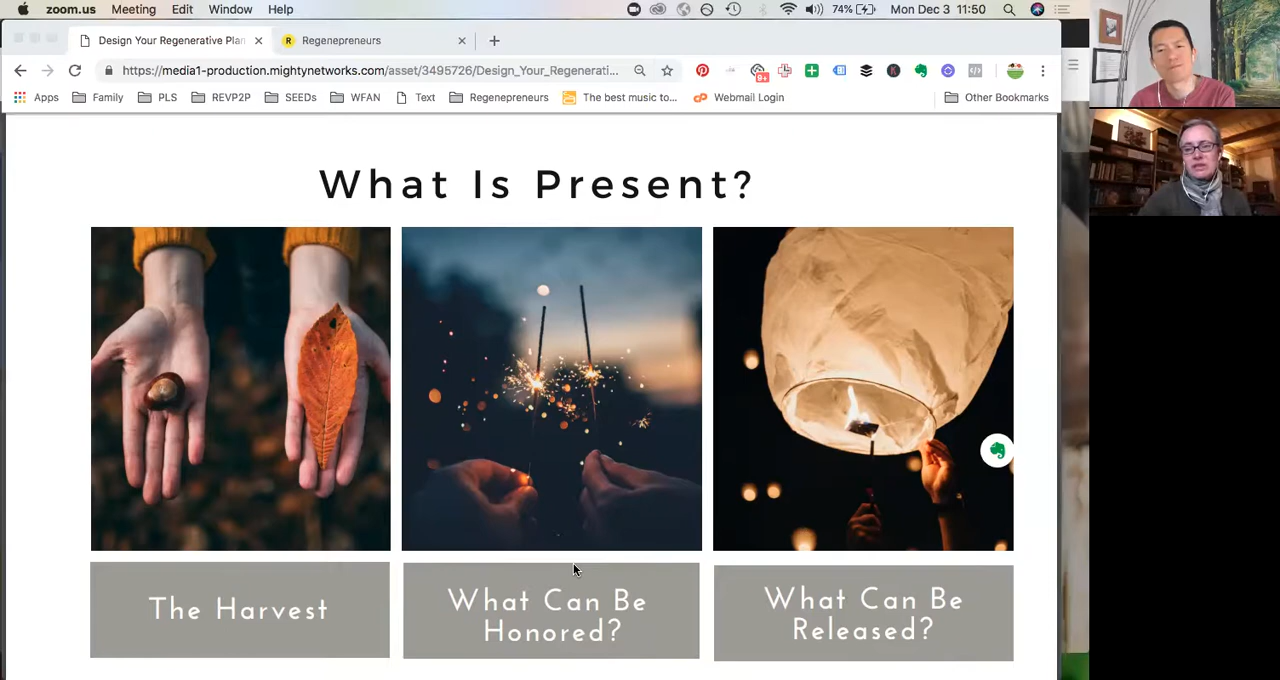 zoom.us Meeting Edit Window Help 74% Mon Dec 3 11:50
Design Your Regenerative Plan Regenepreneurs
https://media1-production.mightynetworks.com/asset/3495726/Design_Your_Regenerati...
9+
Apps Family PLS REVP2P SEEDs WFAN Text Regenepreneurs The best music to... Webmail Login Other Bookmarks
What Is Present?
The Harvest
What Can Be
Honored?
What Can Be
Released?